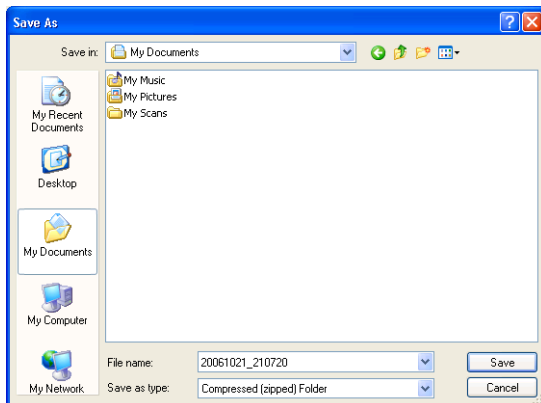 Save As
Save in: My Documents
My Recent
Documents
Desktop
My Documents
My Computer
My Network
My Music
My Pictures
My Scans
File name: 20061021_210720 Save
Save as type: Compressed (zipped) Folder Cancel